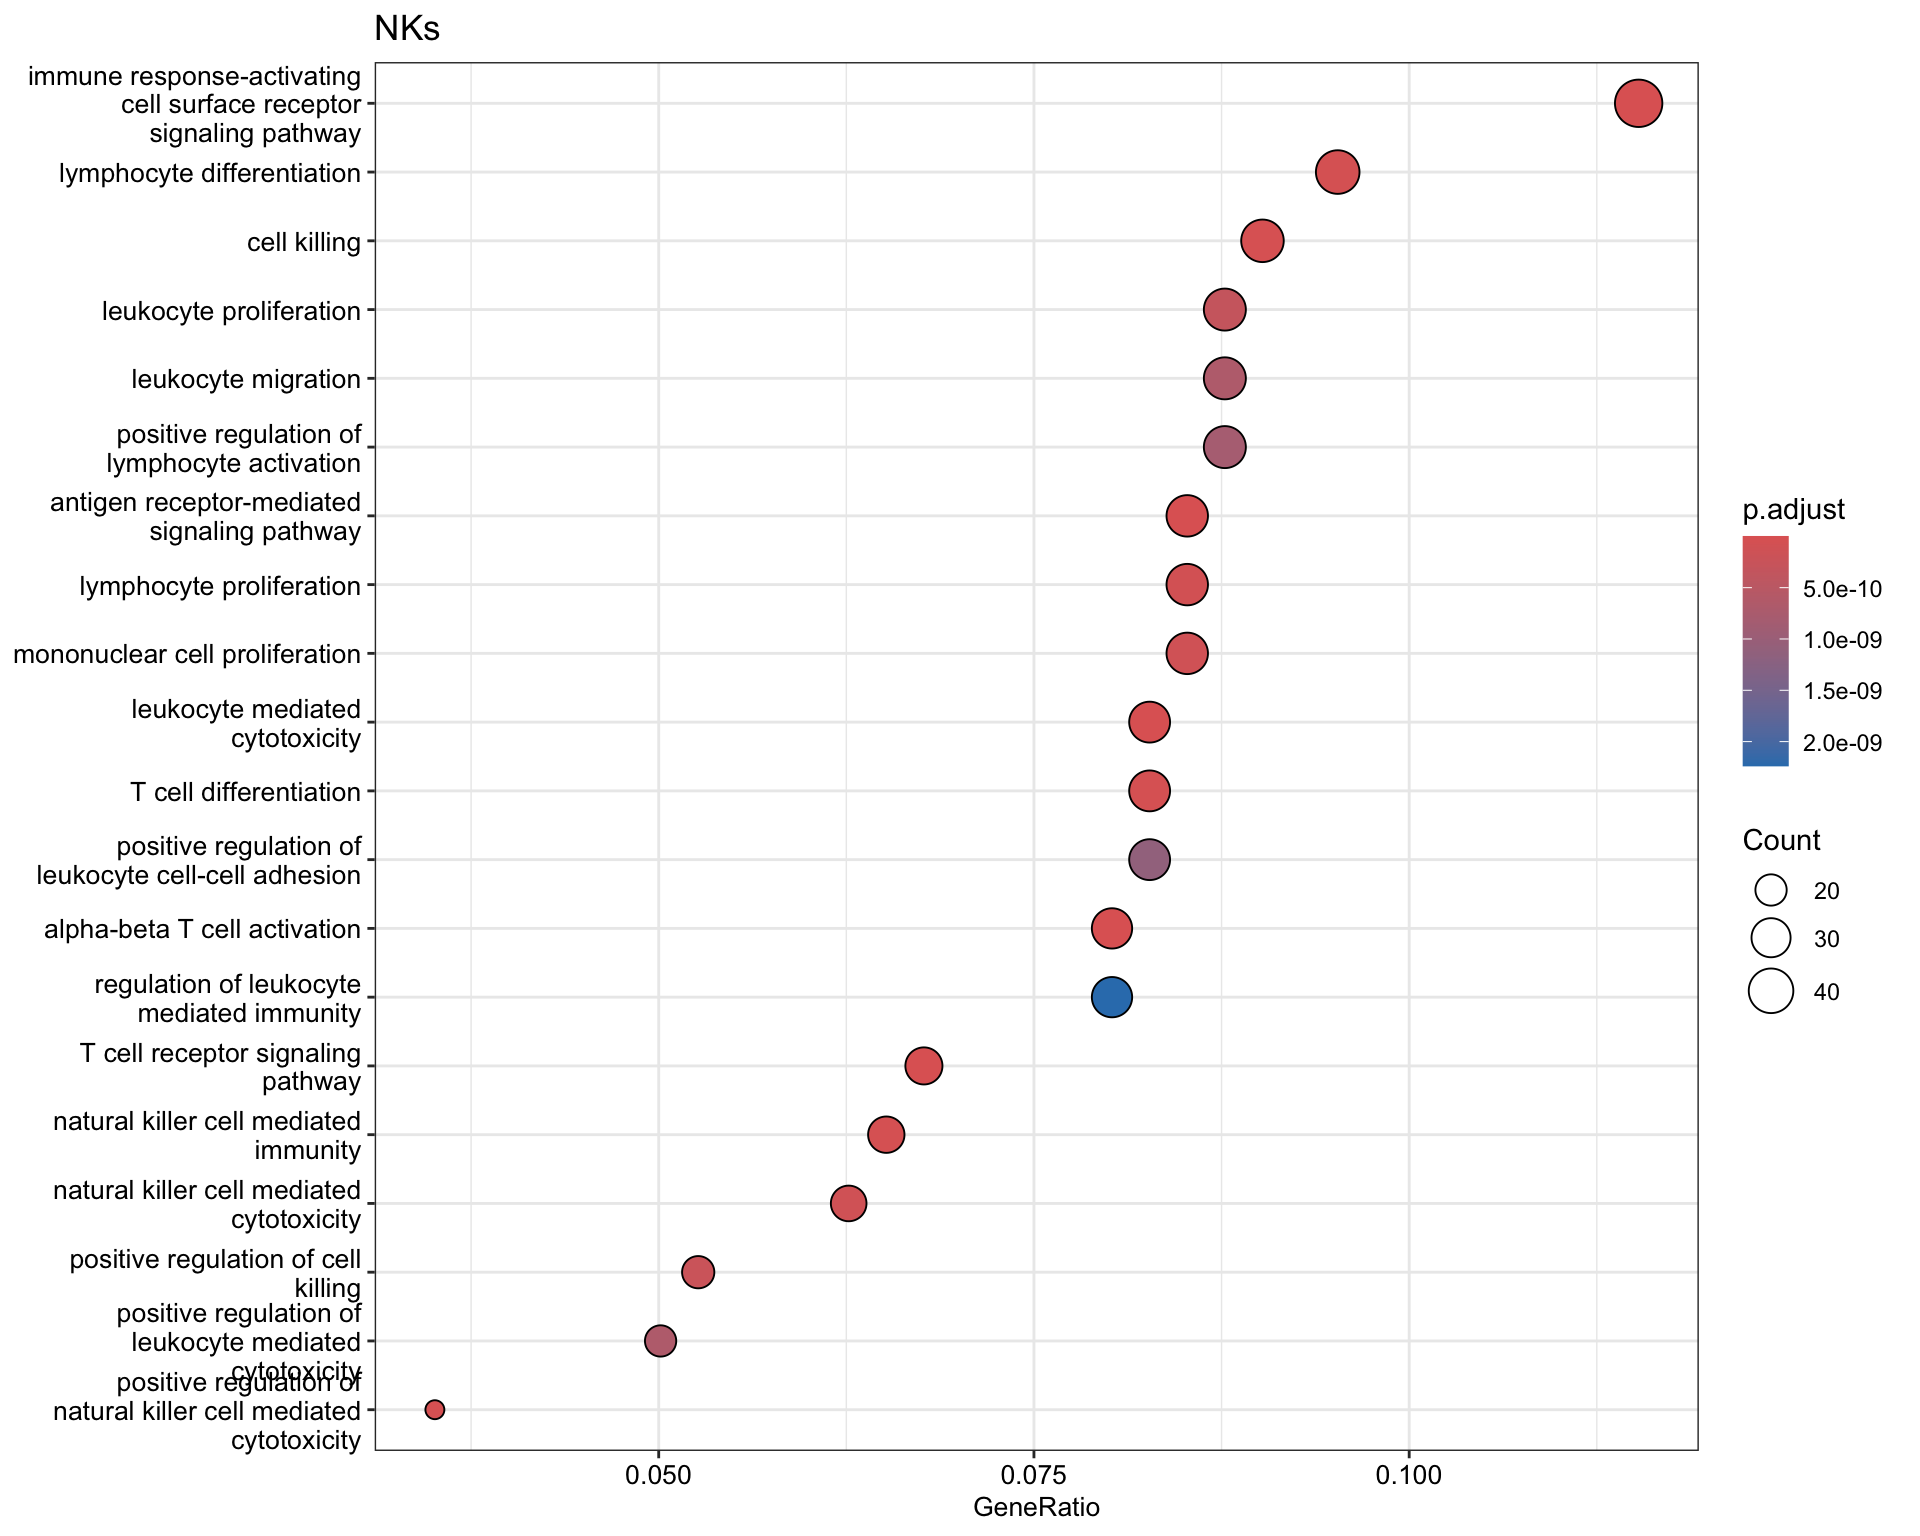 NKs
immune response-activating
cell surface receptor
signaling pathway
lymphocyte differentiation
cell killing
leukocyte proliferation
leukocyte migration
positive regulation of
lymphocyte activation
antigen receptor-mediated
signaling pathway
lymphocyte proliferation
mononuclear cell proliferation
leukocyte mediated
cytotoxicity
T cell differentiation
positive regulation of
leukocyte cell-cell adhesion
alpha-beta T cell activation
regulation of leukocyte
mediated immunity
T cell receptor signaling
pathway
natural killer cell mediated
immunity
natural killer cell mediated
cytotoxicity
positive regulation of cell
killing
positive regulation of
leukocyte mediated
cytotoxicity
positive regulation of
natural killer cell mediated
cytotoxicity
0.050
0.075
0.100
GeneRatio
p.adjust
5.0e-10
1.0e-09
1.5e-09
2.0e-09
Count
20
30
40